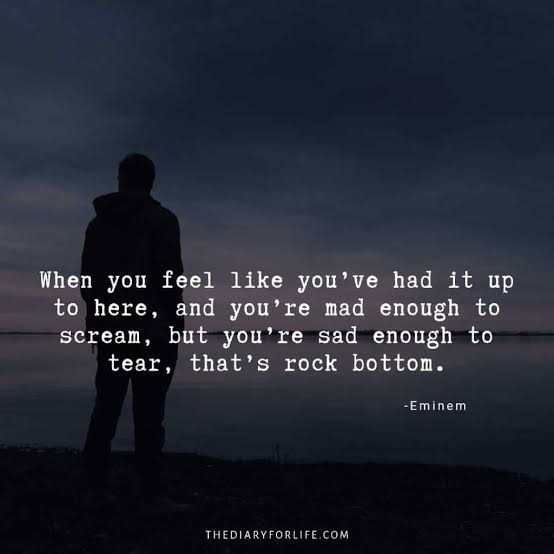 When you feel like you've had it up
to here, and you're mad enough to
scream, but you're sad enough to
tear, that's rock bottom.
-Eminem
THEDIARYFORLIFE.COM